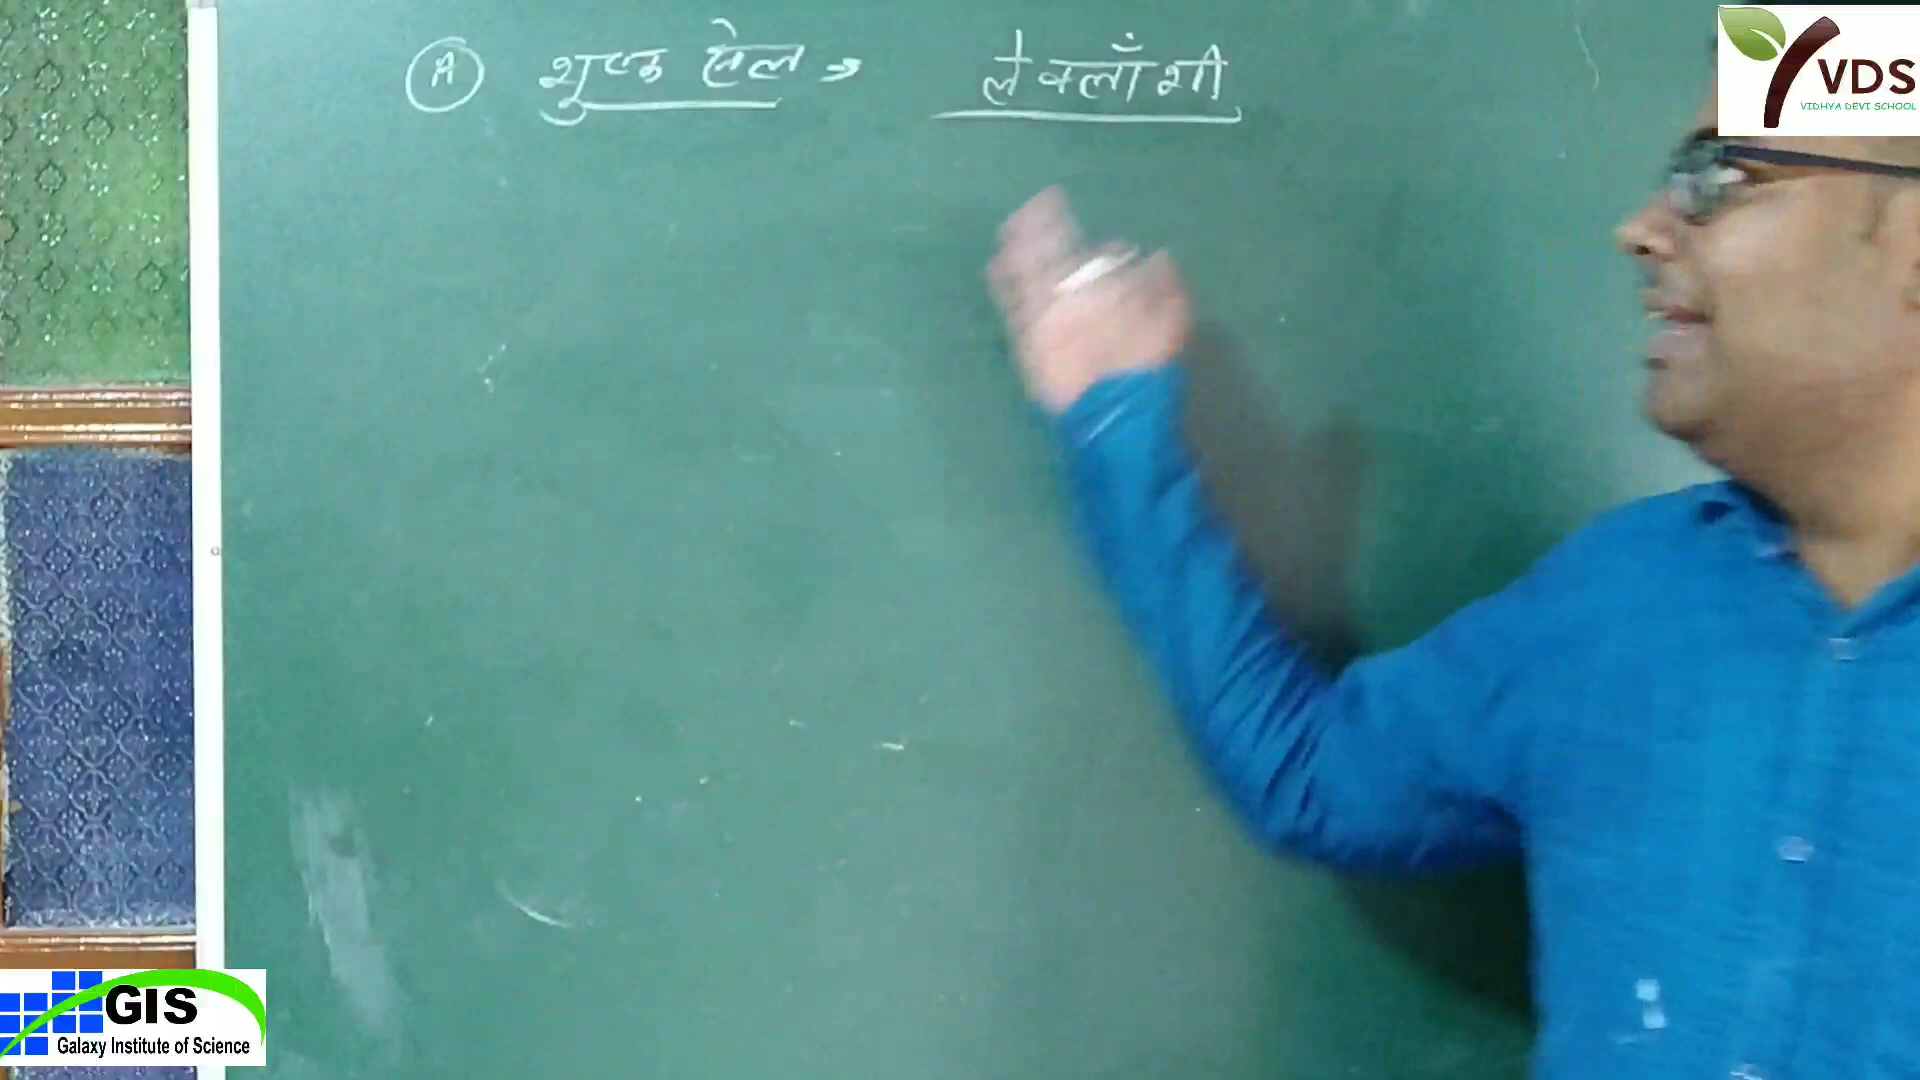 A शुष्क सेल → लेक्लाँशी
VDS
VIDHYA DEVI SCHOOL
GIS
Galaxy Institute of Science